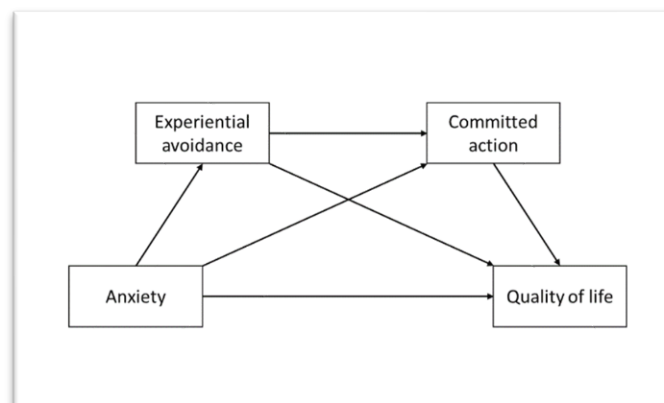 Experiential
avoidance
Committed
action
Anxiety
Quality of life